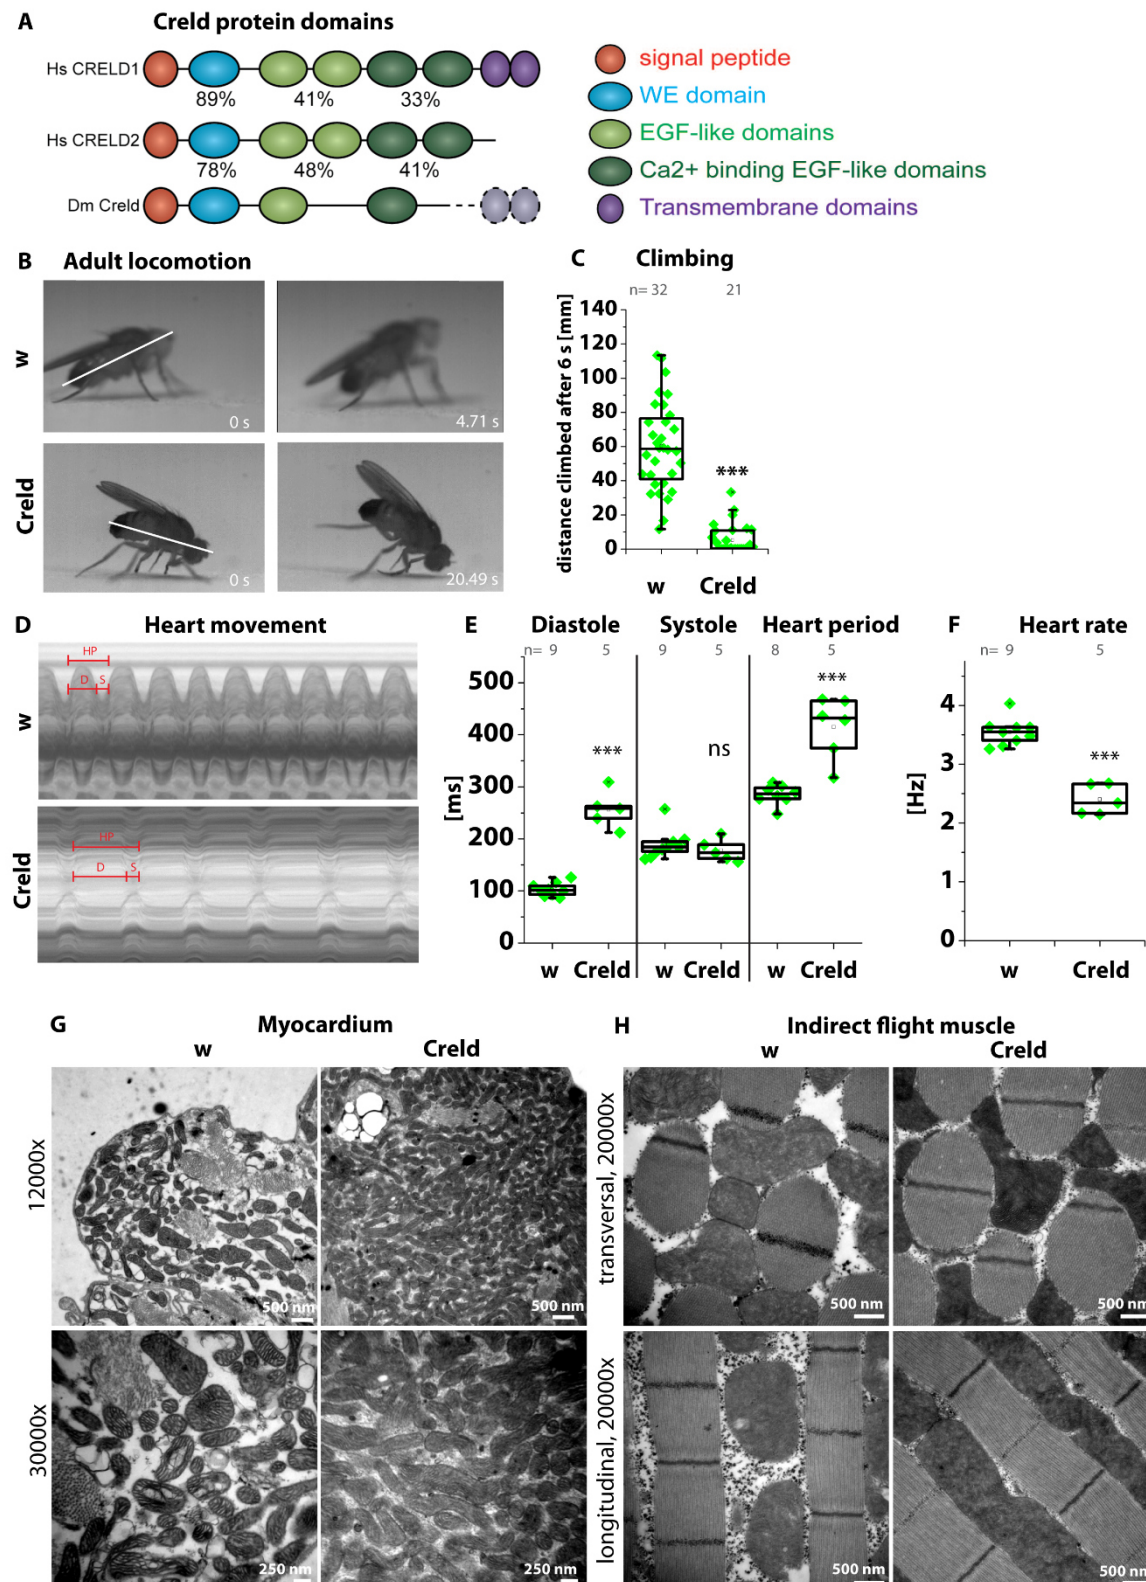 A
Creld protein domains
Hs CRELD1
89%
41%
33%
Hs CRELD2
78%
48%
41%
Dm Creld
signal peptide
WE domain
EGF-like domains
Ca2+ binding EGF-like domains
Transmembrane domains
B
Adult locomotion
w
0 s
4.71 s
Creld
0 s
20.49 s
C
Climbing
n= 32
21
distance climbed after 6 s [mm]
140
120
100
80
60
40
20
0
***
w
Creld
D
Heart movement
w
HP
D
S
Creld
HP
D
S
E
Diastole
Systole
Heart period
n= 9
5
9
5
8
5
[ms]
500
400
300
200
100
0
***
ns
***
w
Creld
w
Creld
w
Creld
F
Heart rate
n= 9
5
[Hz]
4
3
2
1
0
***
w
Creld
G
Myocardium
w
Creld
12000x
500 nm
500 nm
30000x
250 nm
250 nm
H
Indirect flight muscle
w
Creld
transversal, 20000x
500 nm
500 nm
longitudinal, 20000x
500 nm
500 nm